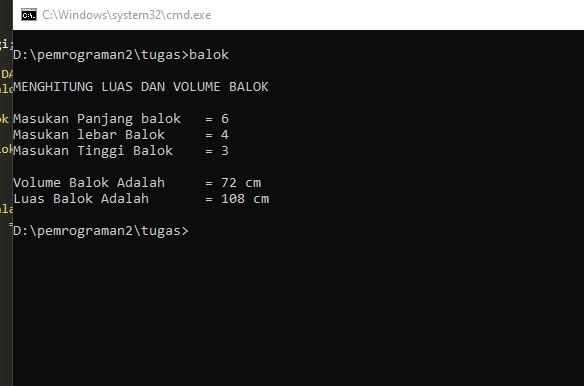 C:\Windows\system32\cmd.exe
D:\pemrograman2\tugas>balok
MENGHITUNG LUAS DAN VOLUME BALOK
Masukan Panjang balok = 6
Masukan lebar Balok = 4
Masukan Tinggi Balok = 3
Volume Balok Adalah = 72 cm
Luas Balok Adalah = 108 cm
D:\pemrograman2\tugas>